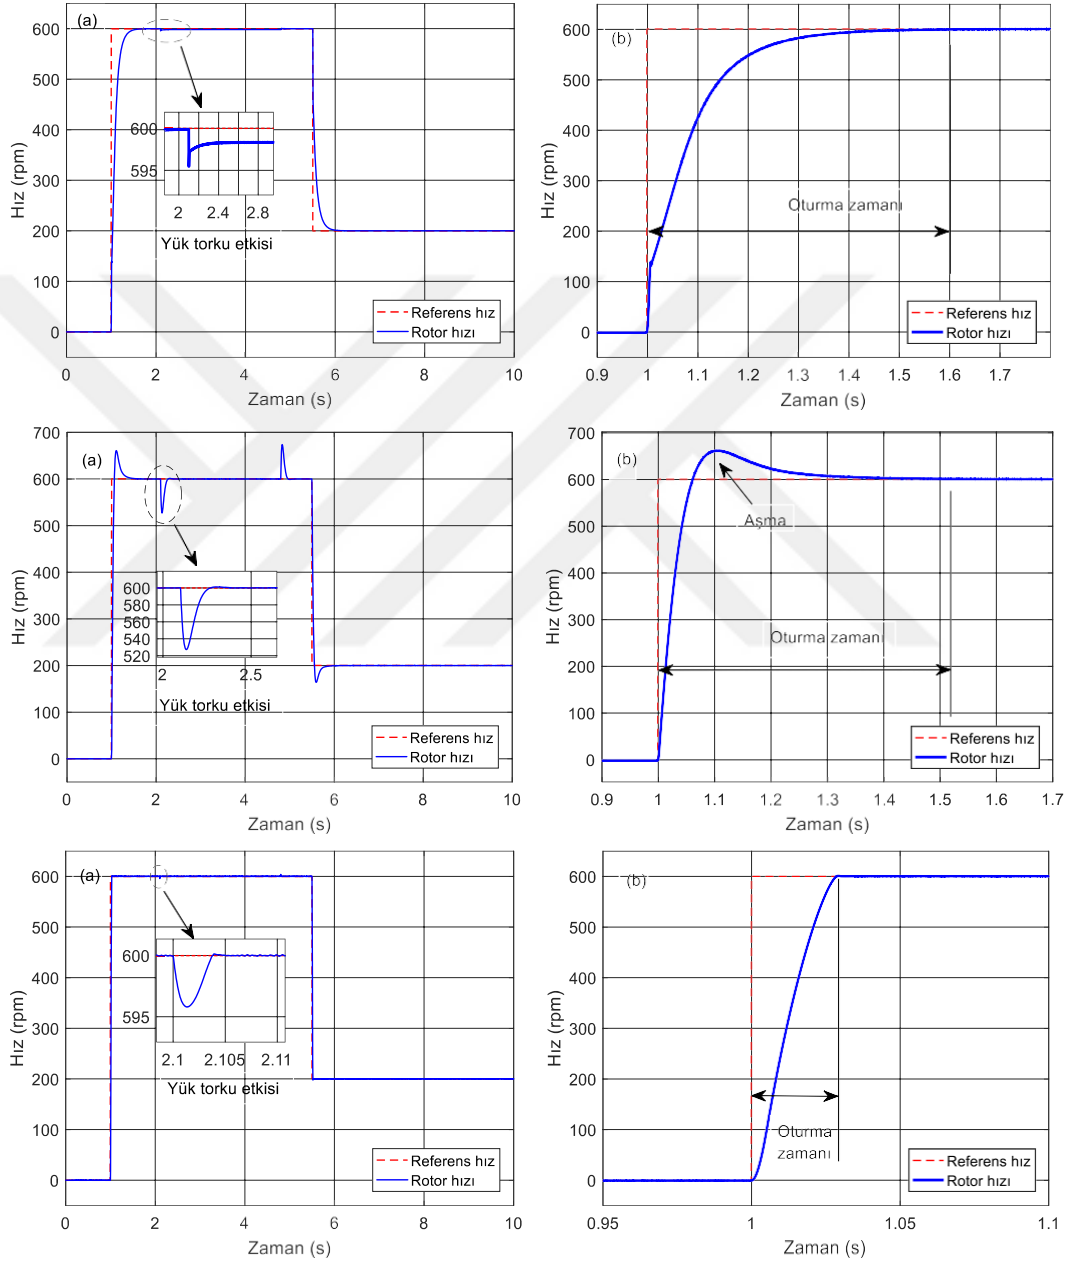 (a)
600
500
400
300
200
100
0
Hız (rpm)
600
595
2 2.4 2.8
Yük torku etkisi
Referens hız
Rotor hızı
0 2 4 6 8 10
Zaman (s)
(b)
600
500
400
300
200
100
0
Hız (rpm)
Oturma zamanı
Referens hız
Rotor hızı
0.9 1 1.1 1.2 1.3 1.4 1.5 1.6 1.7
Zaman (s)
(a)
700
600
500
400
300
200
100
0
Hız (rpm)
600
580
560
540
520
2 2.5
Yük torku etkisi
Referens hız
Rotor hızı
0 2 4 6 8 10
Zaman (s)
(b)
700
600
500
400
300
200
100
0
Hız (rpm)
Aşma
Oturma zamanı
Referens hız
Rotor hızı
0.9 1 1.1 1.2 1.3 1.4 1.5 1.6 1.7
Zaman (s)
(a)
600
500
400
300
200
100
0
Hız (rpm)
600
595
2.1 2.105 2.11
Yük torku etkisi
Referens hız
Rotor hızı
0 2 4 6 8 10
Zaman (s)
(b)
600
500
400
300
200
100
0
Hız (rpm)
Oturma
zamanı
Referens hız
Rotor hızı
0.95 1 1.05 1.1
Zaman (s)